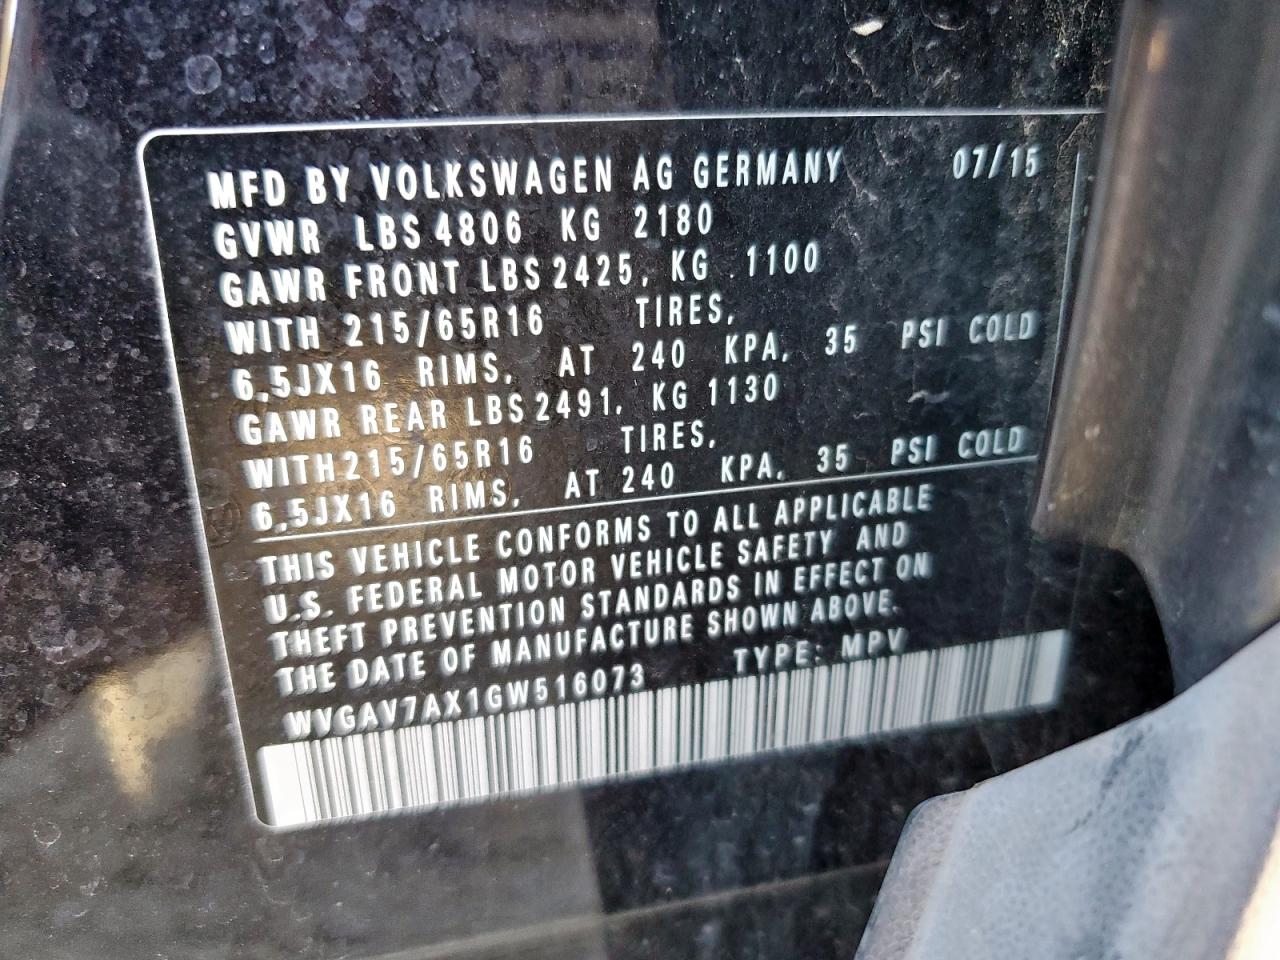 MFD BY VOLKSWAGEN AG GERMANY 07/15
GVWR LBS 4806 KG 2180
GAWR FRONT LBS 2425, KG .1100
WITH 215/65R16 TIRES,
6.5JX16 RIMS, AT 240 KPA, 35 PSI COLD
GAWR REAR LBS 2491, KG 1130
WITH 215/65R16 TIRES,
6.5JX16 RIMS, AT 240 KPA, 35 PSI COLD
THIS VEHICLE CONFORMS TO ALL APPLICABLE
U.S. FEDERAL MOTOR VEHICLE SAFETY AND
THEFT PREVENTION STANDARDS IN EFFECT ON
THE DATE OF MANUFACTURE SHOWN ABOVE.
WVGAV7AX1GW516073 TYPE: MPV